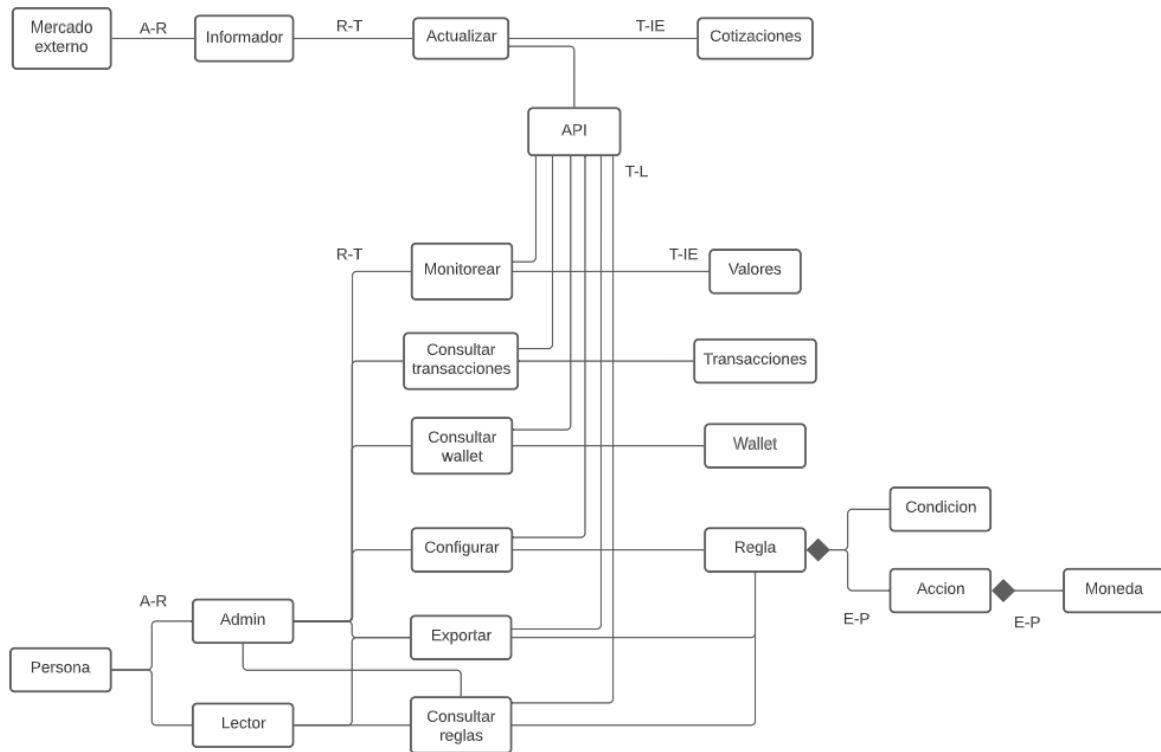 Mercado
externo
A-R
Informador
R-T
Actualizar
T-IE
Cotizaciones
API
T-L
R-T
Monitorear
T-IE
Valores
Consultar
transacciones
Transacciones
Consultar
wallet
Wallet
Condicion
Configurar
Regla
Accion
Moneda
E-P
E-P
A-R
Admin
Exportar
Persona
Lector
Consultar
reglas